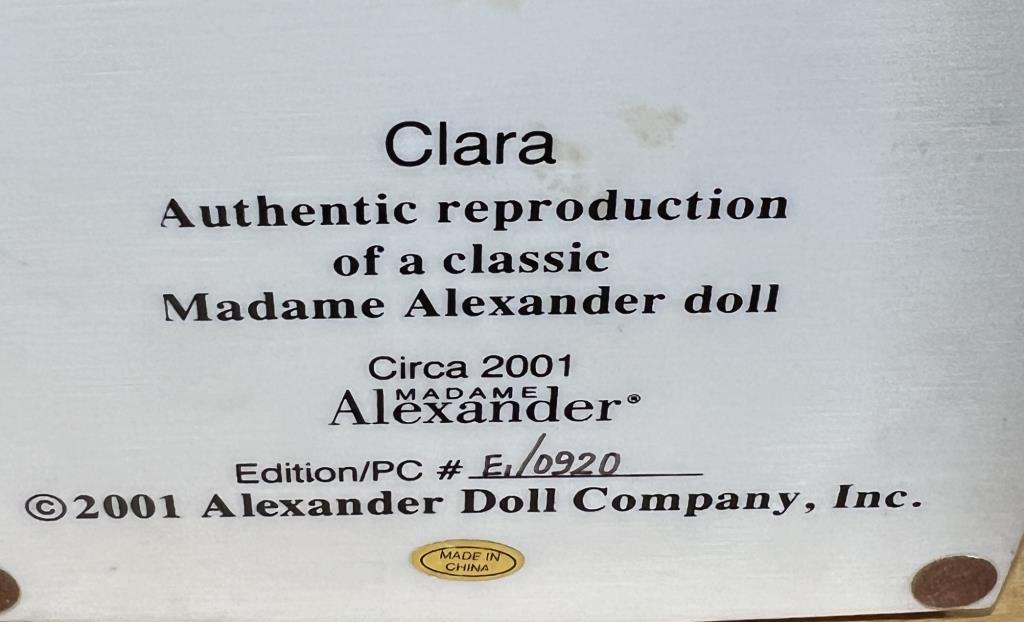 Clara
Authentic reproduction
of a classic
Madame Alexander doll
Circa 2001
MADAME
Alexander®
Edition/PC # E1/0920
©2001 Alexander Doll Company, Inc.
MADE IN
CHINA